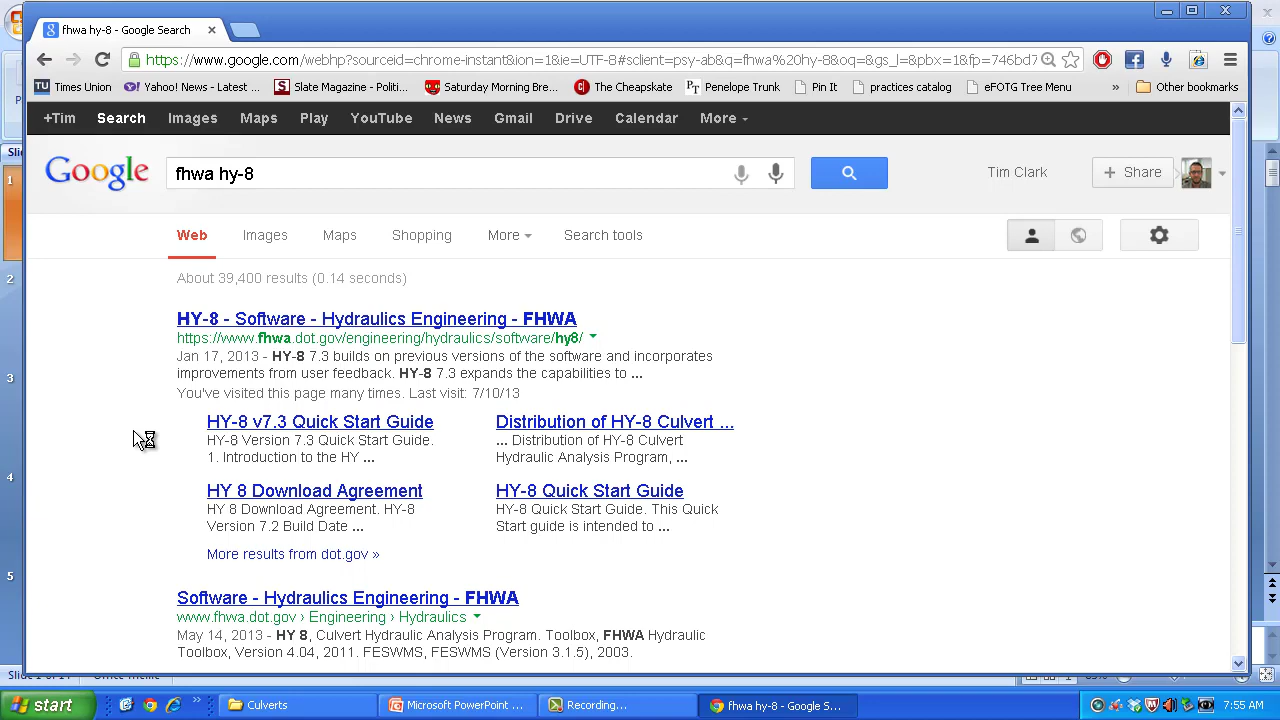 fhwa hy-8 - Google Search
https://www.google.com/webhp?sourceid=chrome-instant&ion=1&ie=UTF-8#sclient=psy-ab&q=fhwa%20hy-8&oq=&gs_l=&pbx=1&fp=746bd7
TU Times Union
Y! Yahoo! News - Latest ...
S Slate Magazine - Politi...
Saturday Morning Bre...
C The Cheapskate
PT Penelope Trunk
Pin It
practices catalog
eFOTG Tree Menu
»
Other bookmarks
+Tim Search Images Maps Play YouTube News Gmail Drive Calendar More
Google
fhwa hy-8
Tim Clark
+ Share
Web Images Maps Shopping More Search tools
About 39,400 results (0.14 seconds)
HY-8 - Software - Hydraulics Engineering - FHWA
https://www.fhwa.dot.gov/engineering/hydraulics/software/hy8/
Jan 17, 2013 - HY-8 7.3 builds on previous versions of the software and incorporates
improvements from user feedback. HY-8 7.3 expands the capabilities to ...
You've visited this page many times. Last visit: 7/10/13
HY-8 v7.3 Quick Start Guide
HY-8 Version 7.3 Quick Start Guide.
1. Introduction to the HY ...
Distribution of HY-8 Culvert ...
... Distribution of HY-8 Culvert
Hydraulic Analysis Program, ...
HY 8 Download Agreement
HY 8 Download Agreement. HY-8
Version 7.2 Build Date ...
HY-8 Quick Start Guide
HY-8 Quick Start Guide. This Quick
Start guide is intended to ...
More results from dot.gov »
Software - Hydraulics Engineering - FHWA
www.fhwa.dot.gov › Engineering › Hydraulics
May 14, 2013 - HY 8, Culvert Hydraulic Analysis Program. Toolbox, FHWA Hydraulic
Toolbox, Version 4.04, 2011. FESWMS, FESWMS (Version 3.1.5), 2003.
1
2
3
4
5
start
»
Culverts
Microsoft PowerPoint ...
Recording...
fhwa hy-8 - Google S...
7:55 AM